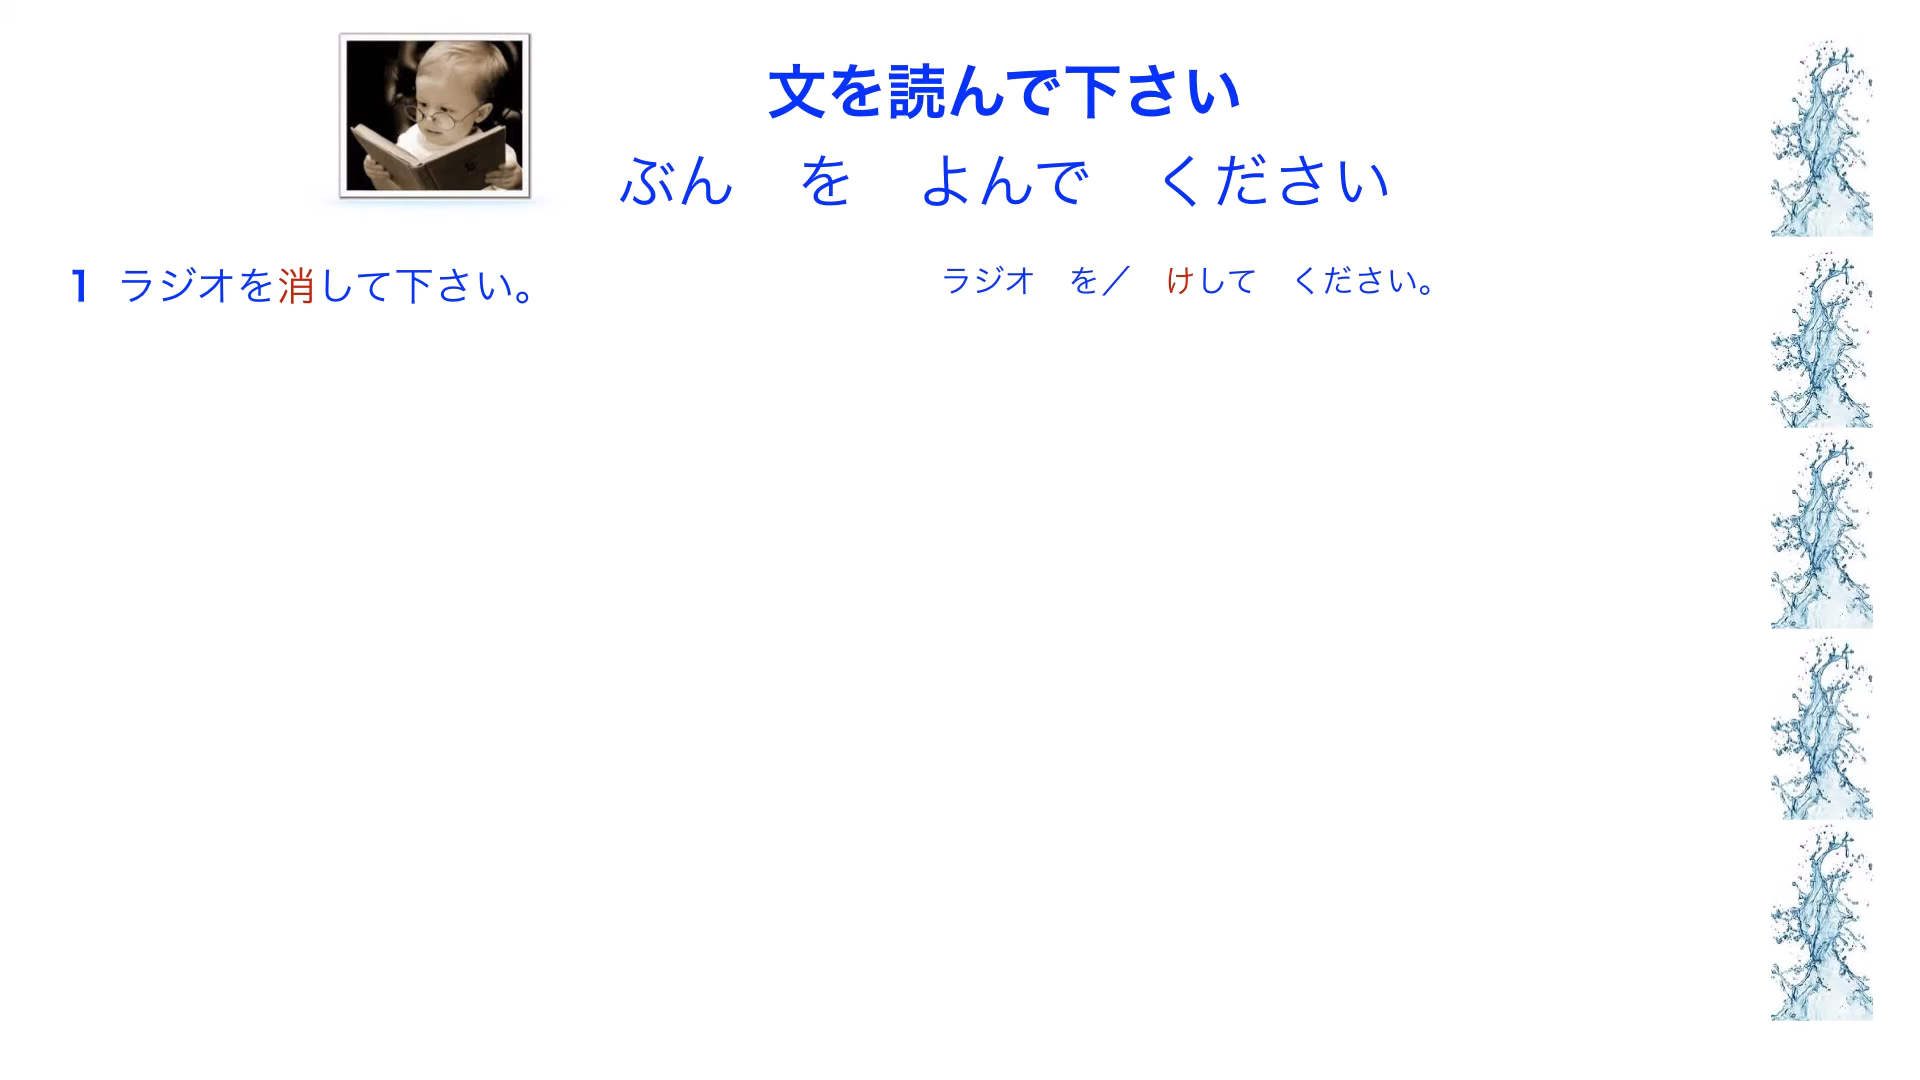 文を読んで下さい
ぶん　を　よんで　ください
1 ラジオを消して下さい。
ラジオ　を／　けして　ください。